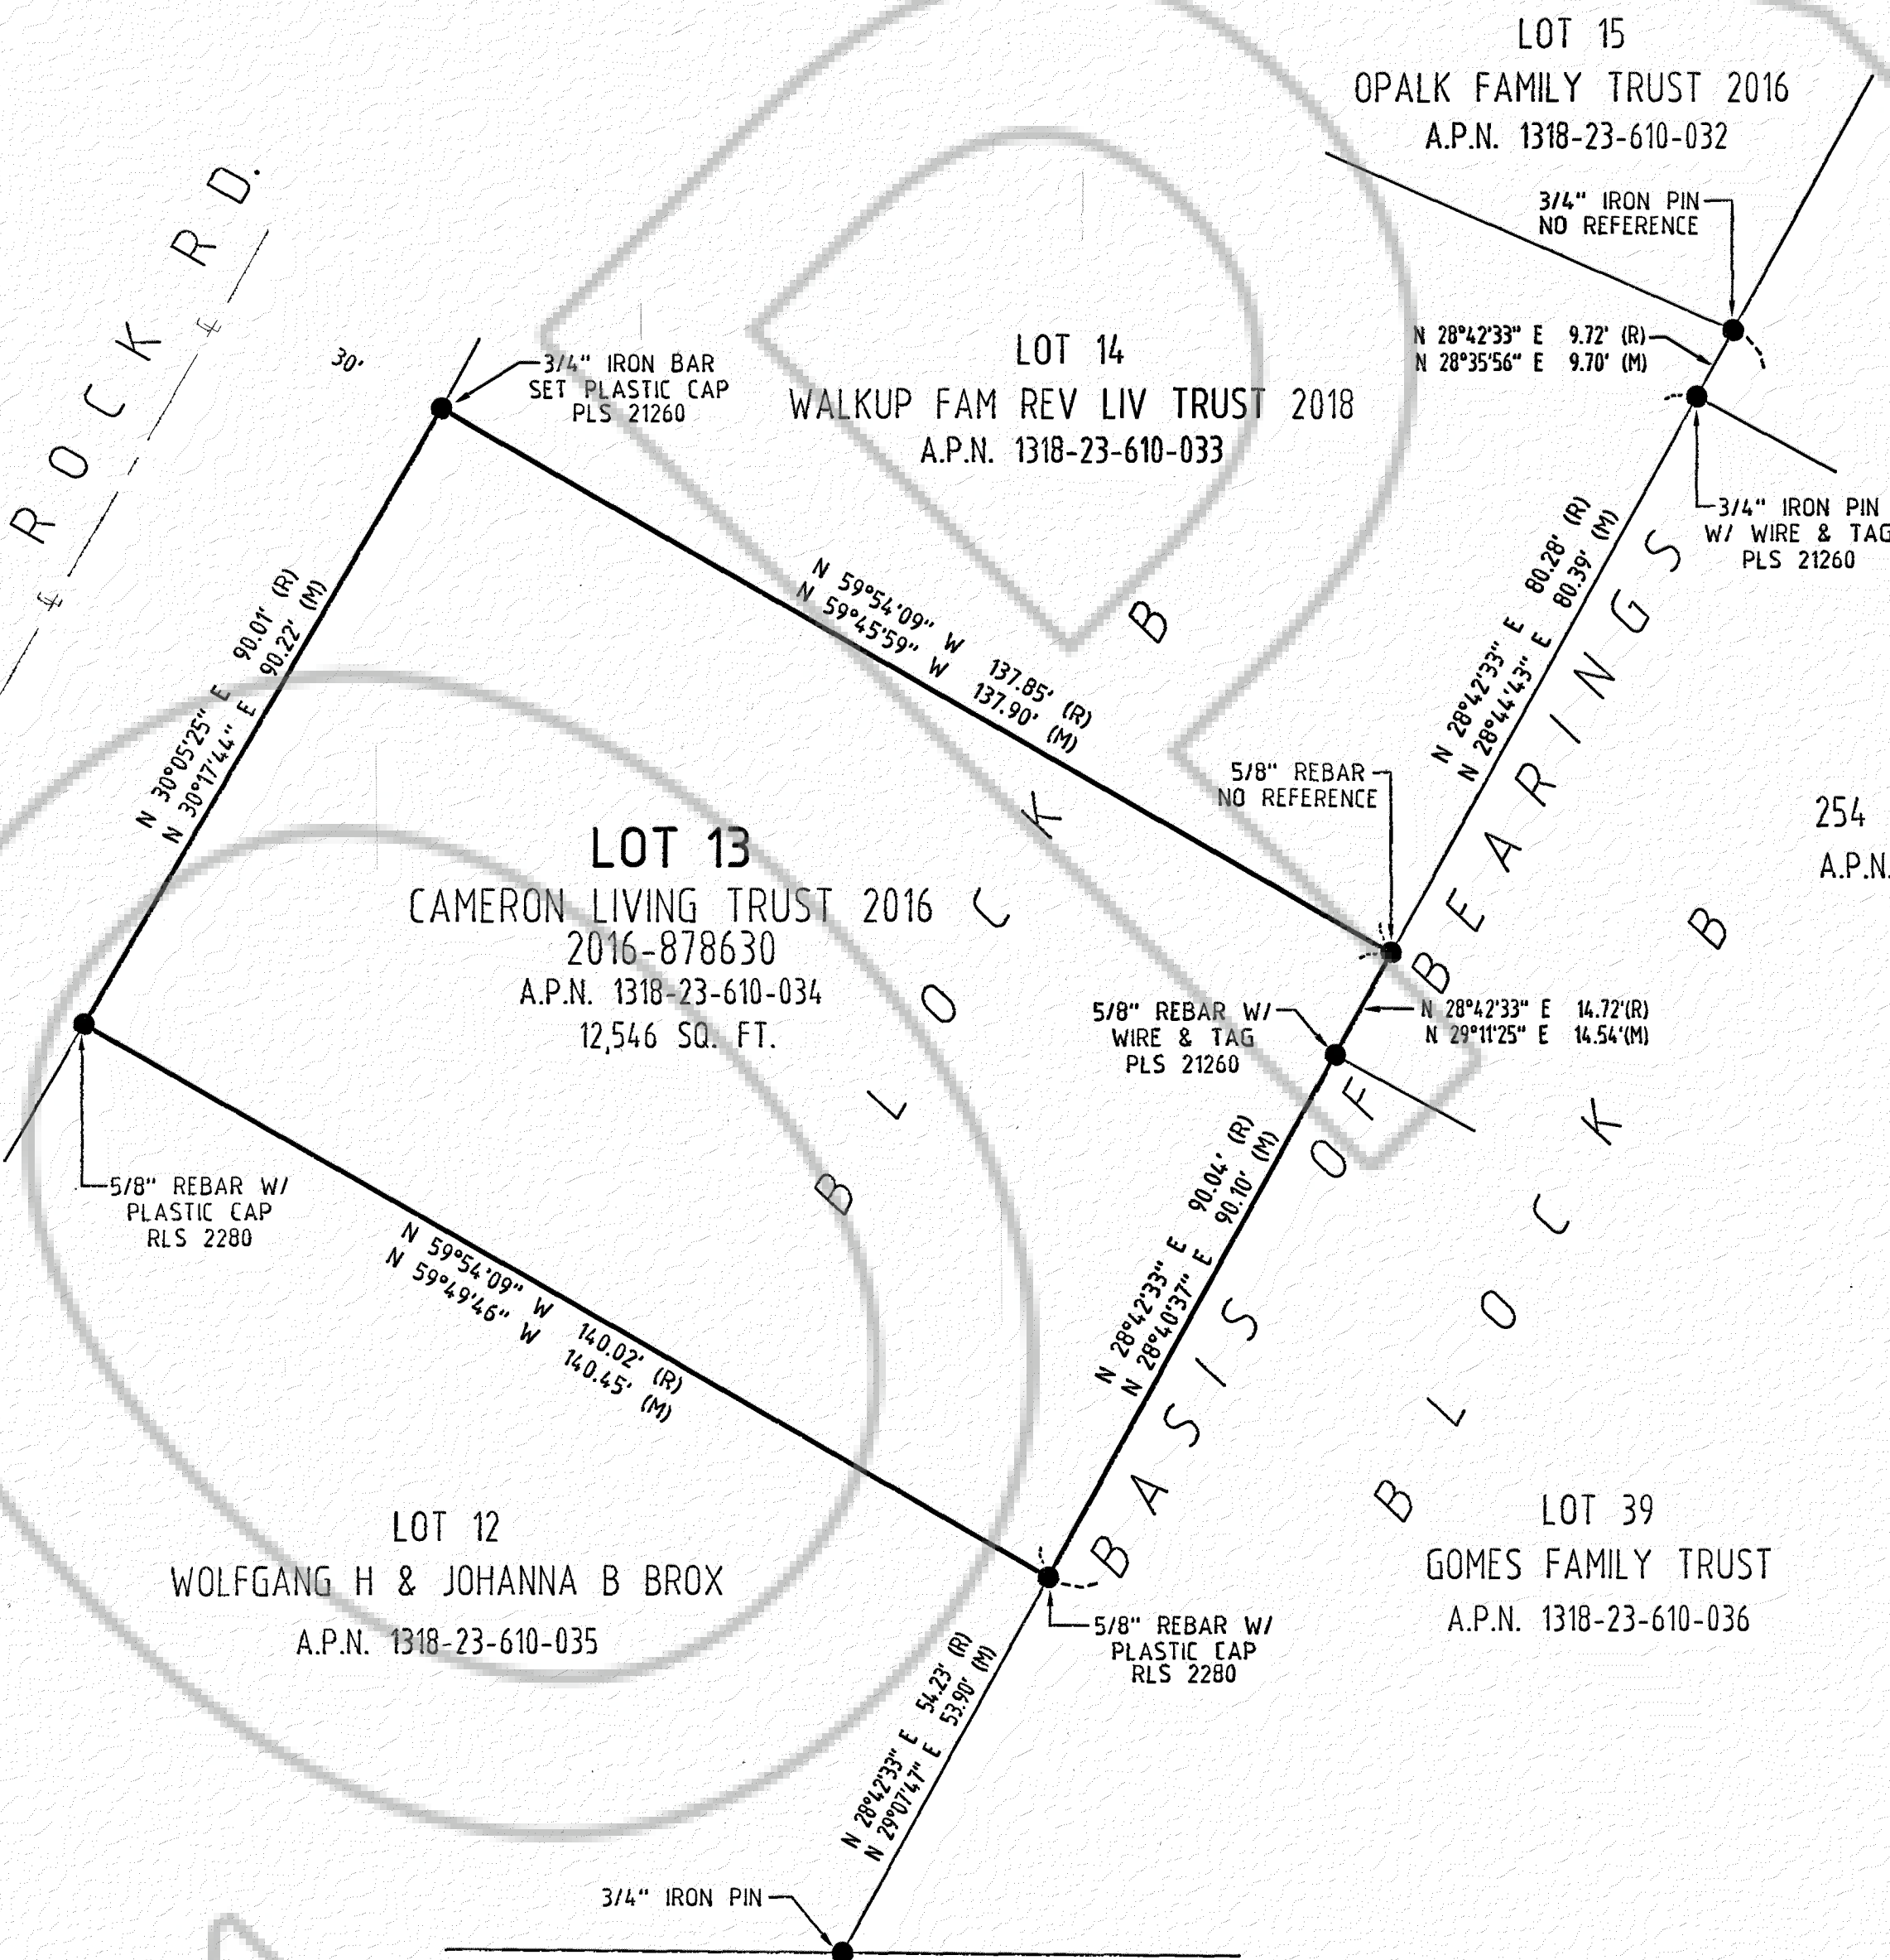 LOT 15
OPALK FAMILY TRUST 2016
A.P.N. 1318-23-610-032
3/4" IRON PIN
NO REFERENCE
ROCK RD.
30'
3/4" IRON BAR
SET PLASTIC CAP
PLS 21260
LOT 14
WALKUP FAM REV LIV TRUST 2018
A.P.N. 1318-23-610-033
N 28°42'33" E 9.72' (R)
N 28°35'56" E 9.70' (M)
3/4" IRON PIN
W/ WIRE & TAG
PLS 21260
N 30°05'25" E 90.01' (R)
N 30°17'44" E 90.22' (M)
N 59°54'09" W 137.85' (R)
N 59°45'59" W 137.90' (M)
N 28°42'33" E 80.28' (R)
N 28°44'43" E 80.39' (M)
5/8" REBAR
NO REFERENCE
254
A.P.N.
LOT 13
CAMERON LIVING TRUST 2016
2016-878630
A.P.N. 1318-23-610-034
12,546 SQ. FT.
BLOCK B
5/8" REBAR W/
WIRE & TAG
PLS 21260
N 28°42'33" E 14.72'(R)
N 29°11'25" E 14.54'(M)
BASIS OF BEARINGS
BLOCK B
5/8" REBAR W/
PLASTIC CAP
RLS 2280
N 59°54'09" W 140.02' (R)
N 59°49'46" W 140.45' (M)
N 28°42'33" E 90.04' (R)
N 28°40'37" E 90.10' (M)
LOT 12
WOLFGANG H & JOHANNA B BROX
A.P.N. 1318-23-610-035
LOT 39
GOMES FAMILY TRUST
A.P.N. 1318-23-610-036
5/8" REBAR W/
PLASTIC CAP
RLS 2280
N 28°42'33" E 54.23' (R)
N 29°07'47" E 53.90' (M)
3/4" IRON PIN